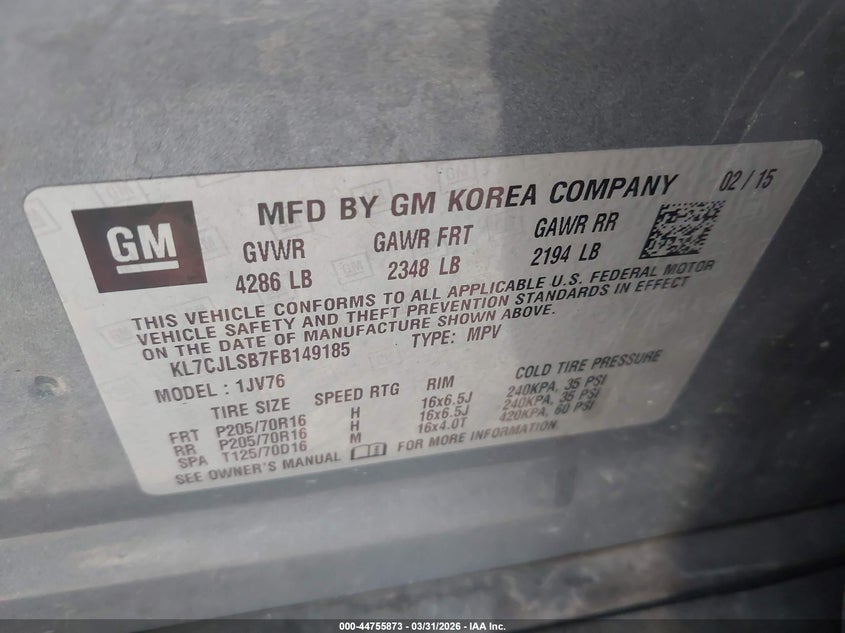 GM
MFD BY GM KOREA COMPANY 02 / 15
GVWR GAWR FRT GAWR RR
4286 LB 2348 LB 2194 LB
THIS VEHICLE CONFORMS TO ALL APPLICABLE U.S. FEDERAL MOTOR
VEHICLE SAFETY AND THEFT PREVENTION STANDARDS IN EFFECT
ON THE DATE OF MANUFACTURE SHOWN ABOVE.
KL7CJLSB7FB149185 TYPE: MPV
MODEL : 1JV76
TIRE SIZE SPEED RTG RIM COLD TIRE PRESSURE
FRT P205/70R16 H 16x6.5J 240KPA, 35 PSI
RR P205/70R16 H 16x6.5J 240KPA, 35 PSI
SPA T125/70D16 M 16x4.0T 420KPA, 60 PSI
SEE OWNER'S MANUAL FOR MORE INFORMATION.
000-44755873 - 03/31/2026 - IAA Inc.